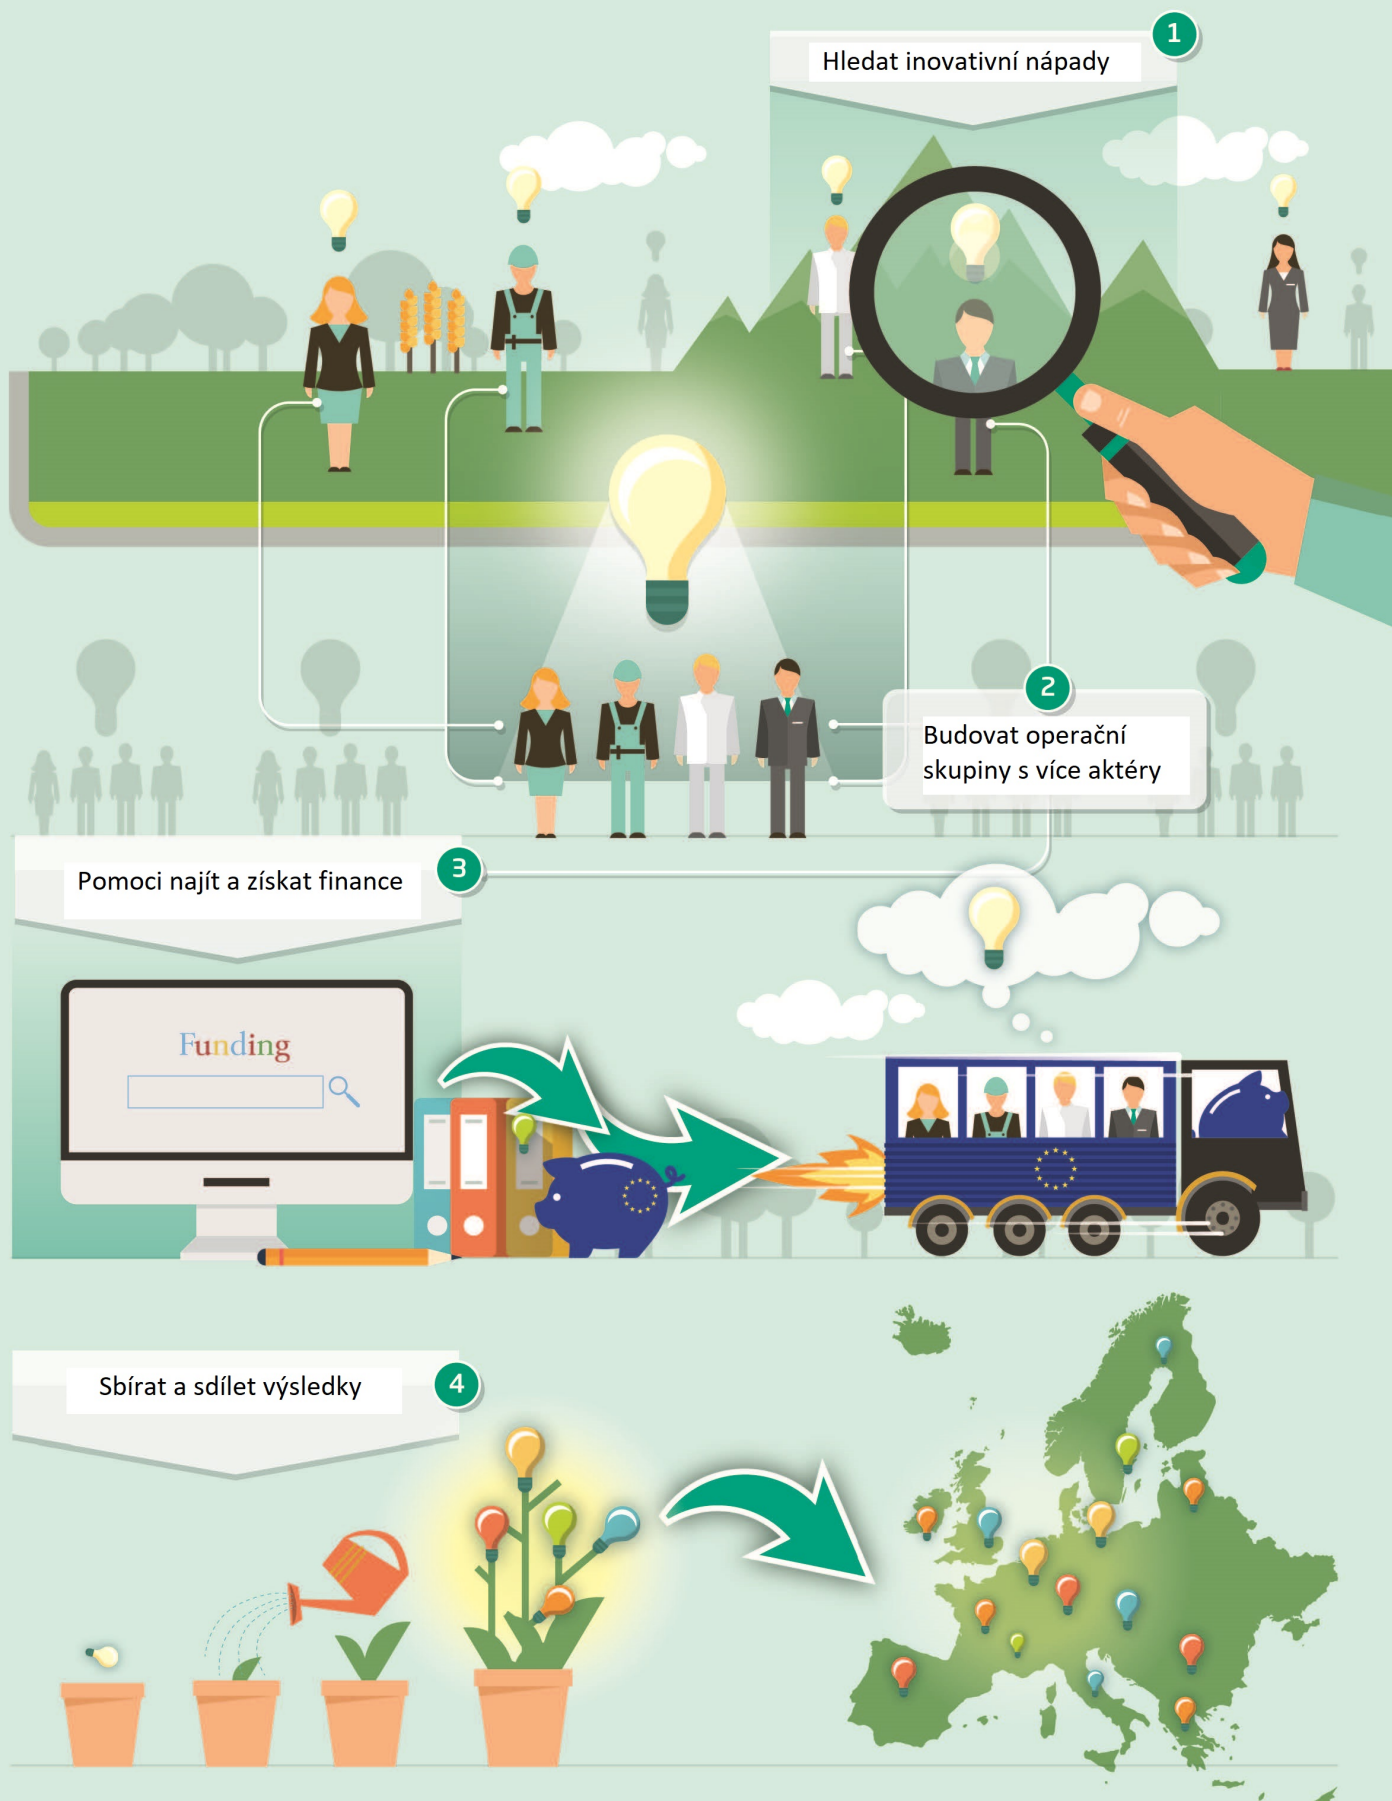 1
Hledat inovativní nápady
2
Budovat operační
skupiny s více aktéry
3
Pomoci najít a získat finance
Funding
4
Sbírat a sdílet výsledky